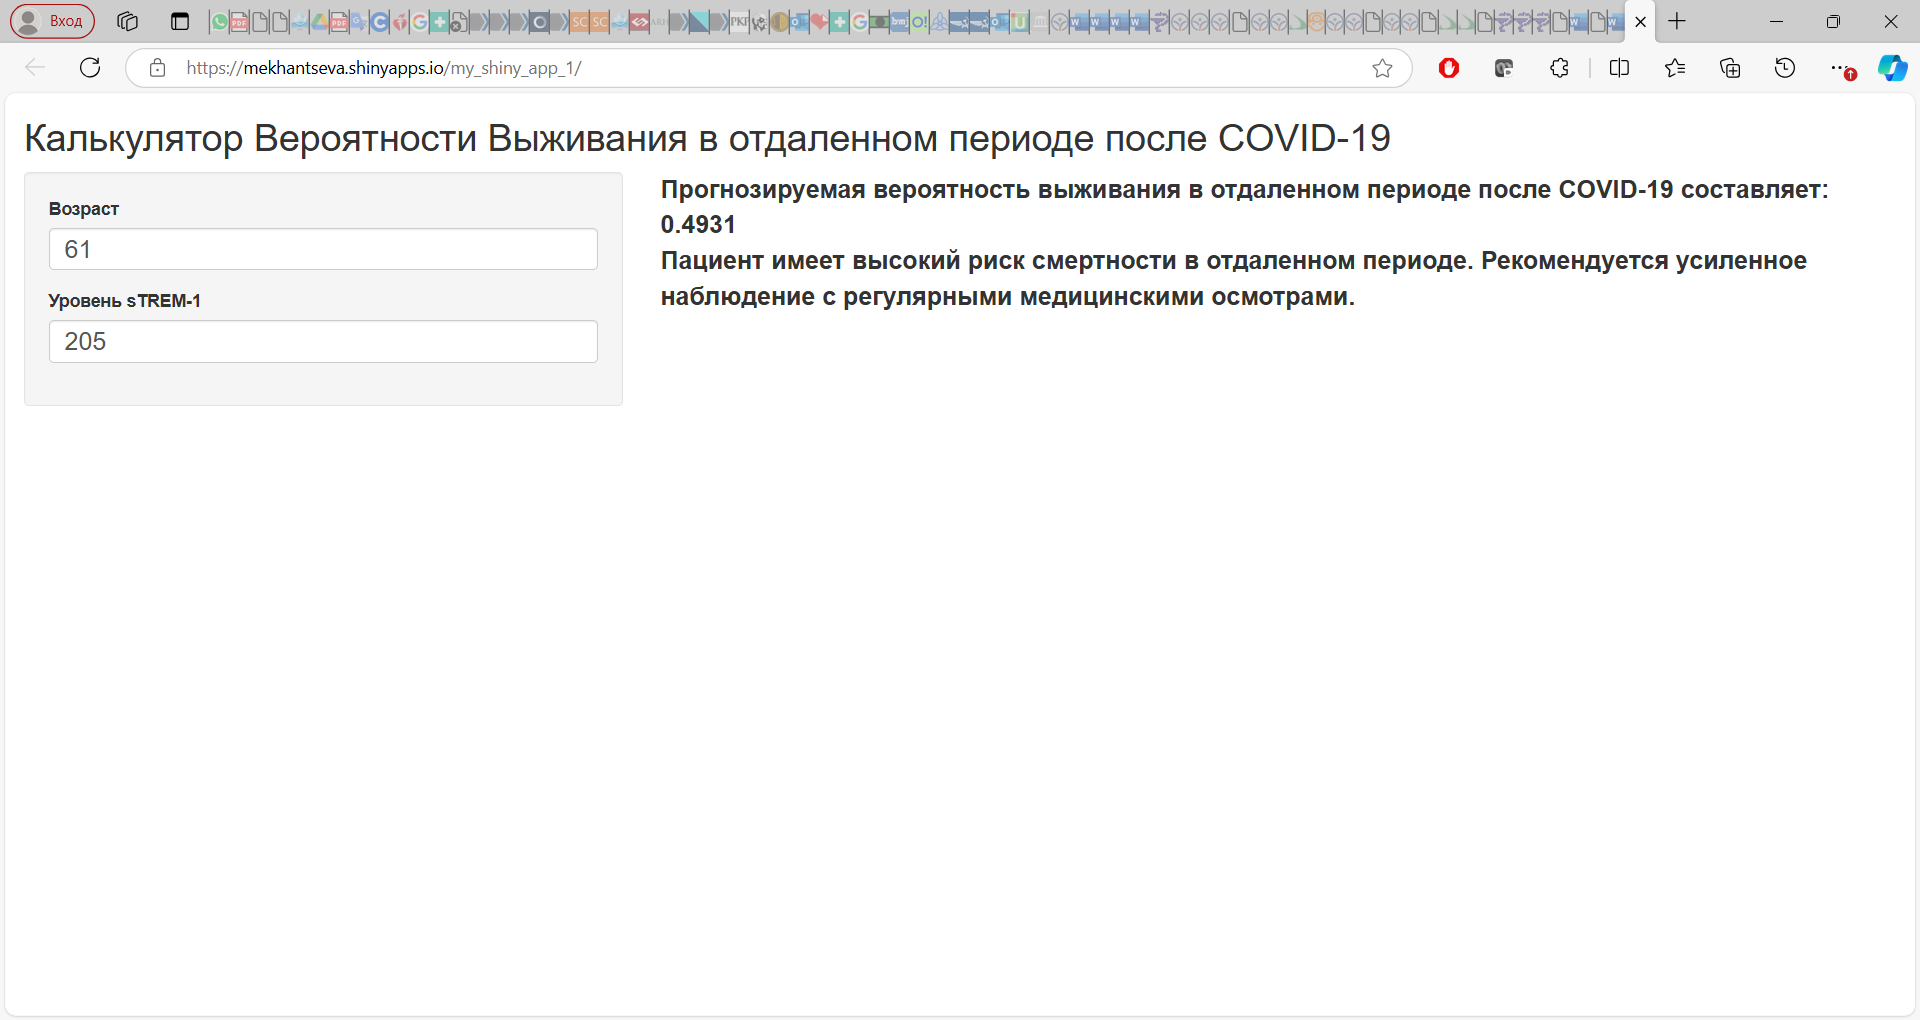 Вход
https://mekhantseva.shinyapps.io/my_shiny_app_1/
Калькулятор Вероятности Выживания в отдаленном периоде после COVID-19
Возраст
61
Уровень sTREM-1
205
Прогнозируемая вероятность выживания в отдаленном периоде после COVID-19 составляет:
0.4931
Пациент имеет высокий риск смертности в отдаленном периоде. Рекомендуется усиленное
наблюдение с регулярными медицинскими осмотрами.